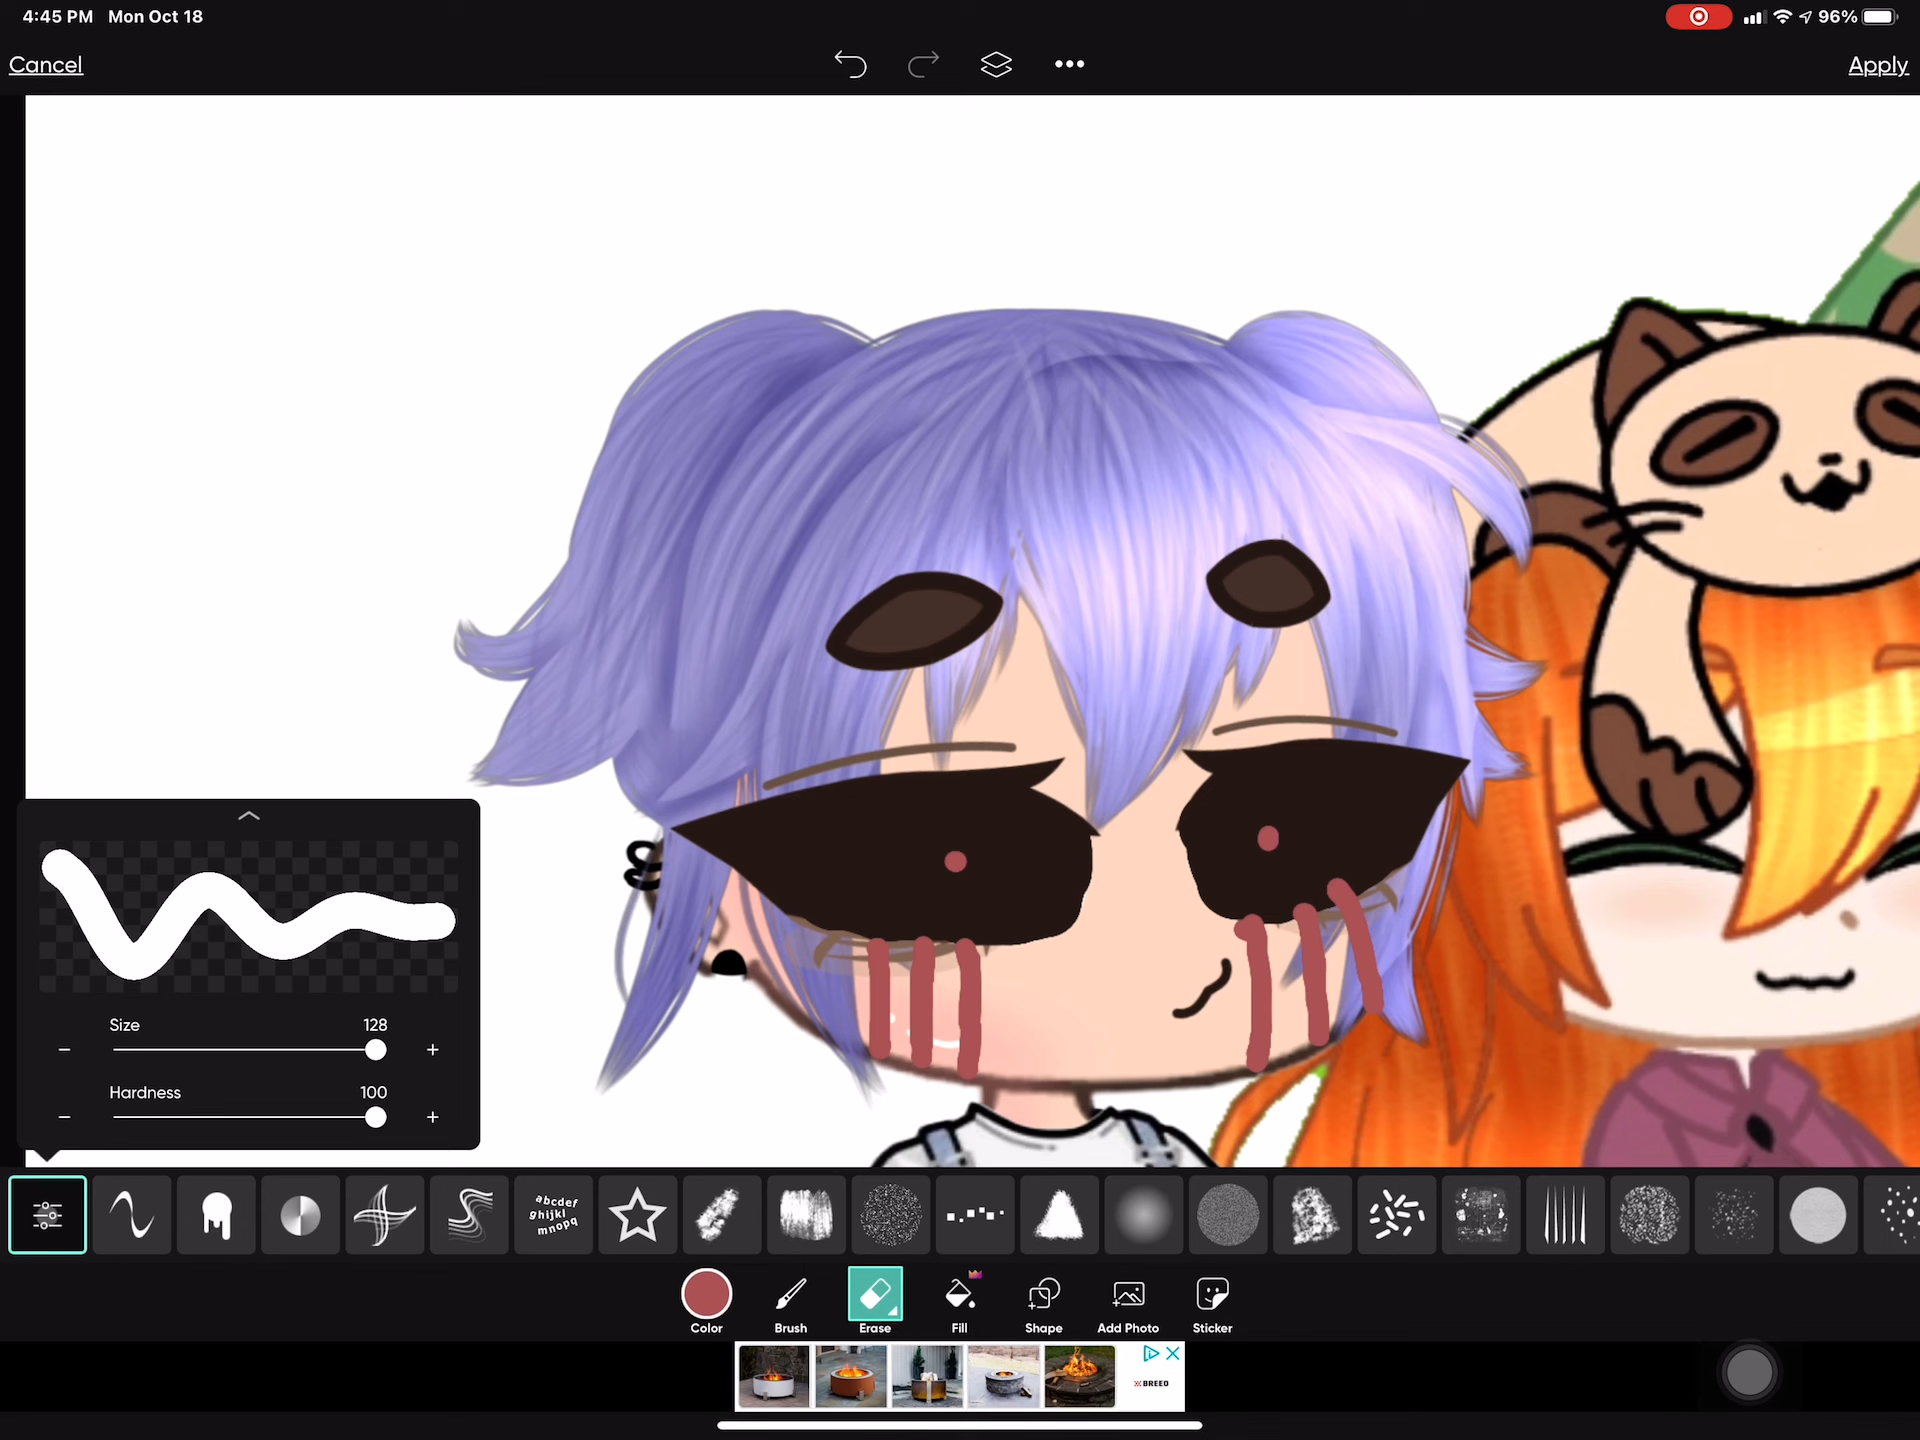 4:45 PM Mon Oct 18
96%
Cancel
Apply
Size 128
Hardness 100
abcdef
ghijkl
mnopq
Color
Brush
Erase
Fill
Shape
Add Photo
Sticker
BREEO